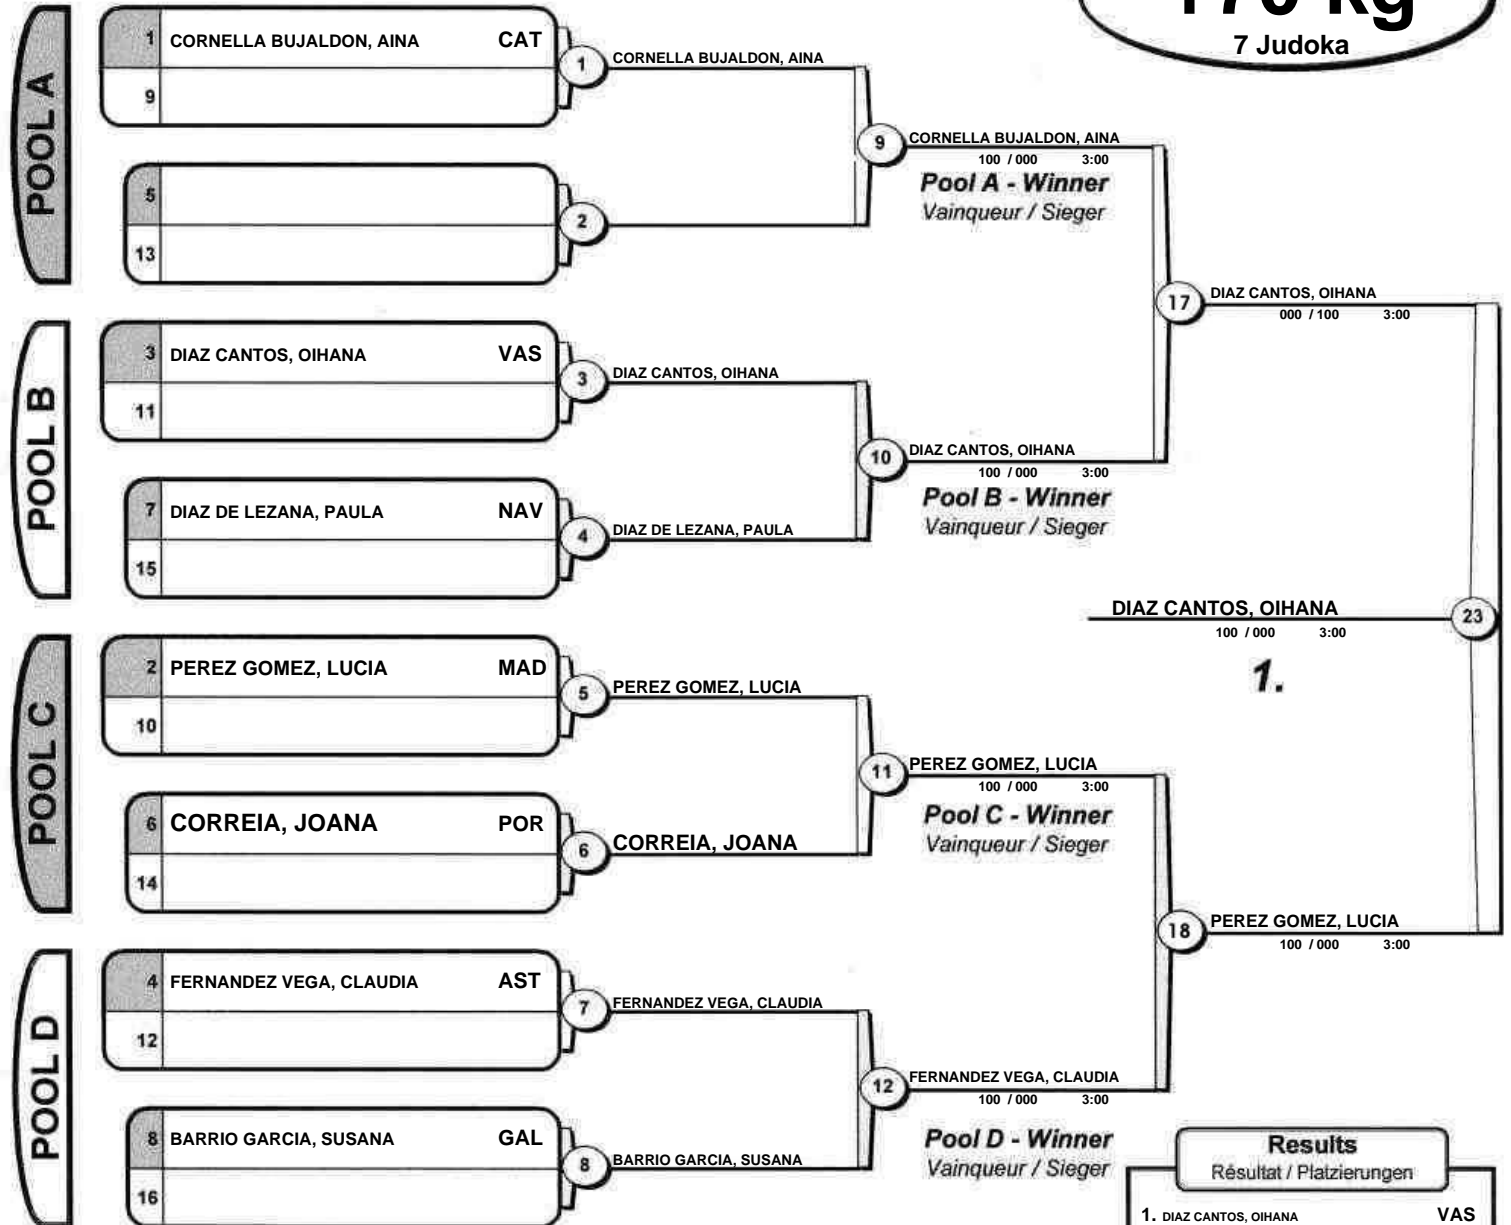 7 Judoka
POOL A
1 CORNELLA BUJALDON, AINA CAT
9
1 CORNELLA BUJALDON, AINA
5
13
2
9 CORNELLA BUJALDON, AINA
100 / 000 3:00
Pool A - Winner
Vainqueur / Sieger
17 DIAZ CANTOS, OIHANA
000 / 100 3:00
POOL B
3 DIAZ CANTOS, OIHANA VAS
11
3 DIAZ CANTOS, OIHANA
7 DIAZ DE LEZANA, PAULA NAV
15
4 DIAZ DE LEZANA, PAULA
10 DIAZ CANTOS, OIHANA
100 / 000 3:00
Pool B - Winner
Vainqueur / Sieger
DIAZ CANTOS, OIHANA 23
100 / 000 3:00
1.
POOL C
2 PEREZ GOMEZ, LUCIA MAD
10
5 PEREZ GOMEZ, LUCIA
6 CORREIA, JOANA POR
14
6 CORREIA, JOANA
11 PEREZ GOMEZ, LUCIA
100 / 000 3:00
Pool C - Winner
Vainqueur / Sieger
18 PEREZ GOMEZ, LUCIA
100 / 000 3:00
POOL D
4 FERNANDEZ VEGA, CLAUDIA AST
12
7 FERNANDEZ VEGA, CLAUDIA
8 BARRIO GARCIA, SUSANA GAL
16
8 BARRIO GARCIA, SUSANA
12 FERNANDEZ VEGA, CLAUDIA
100 / 000 3:00
Pool D - Winner
Vainqueur / Sieger
Results
Résultat / Platzierungen
1. DIAZ CANTOS, OIHANA VAS